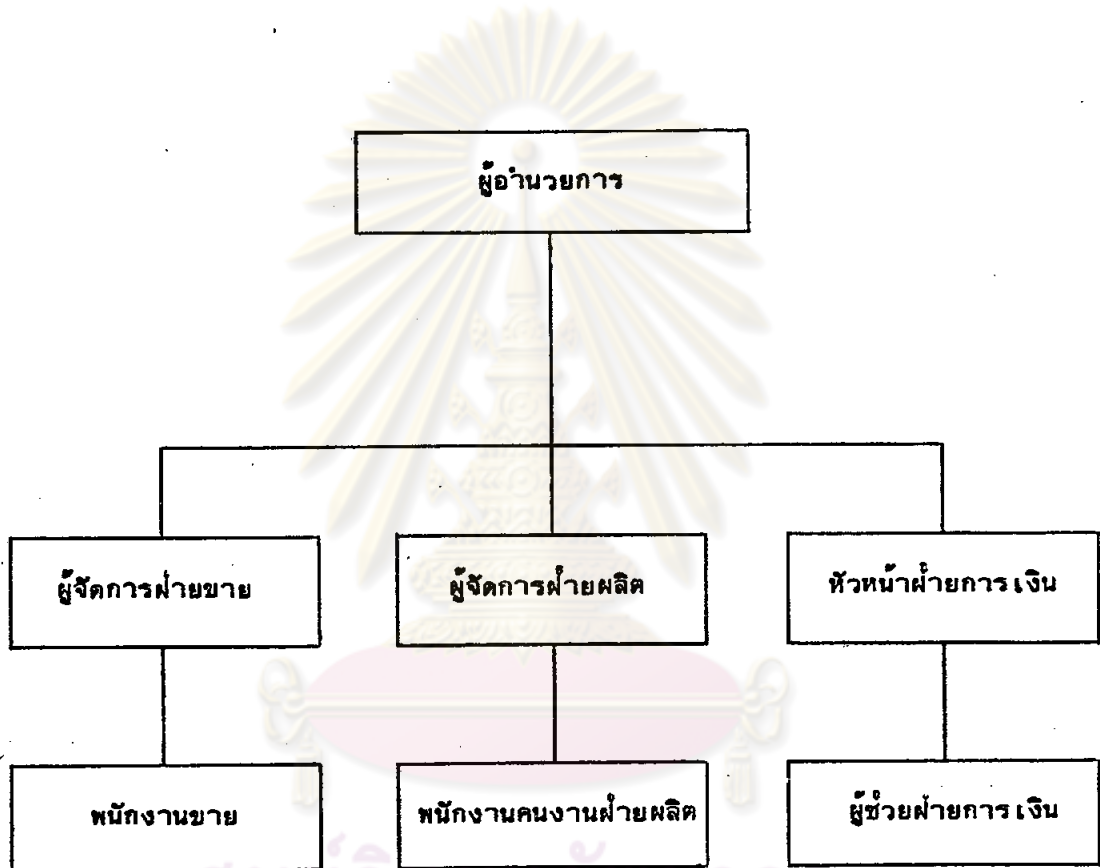 ผู้อำนวยการ
ผู้จัดการฝ่ายขาย
ผู้จัดการฝ่ายผลิต
หัวหน้าฝ่ายการเงิน
พนักงานขาย
พนักงานคนงานฝ่ายผลิต
ผู้ช่วยฝ่ายการเงิน